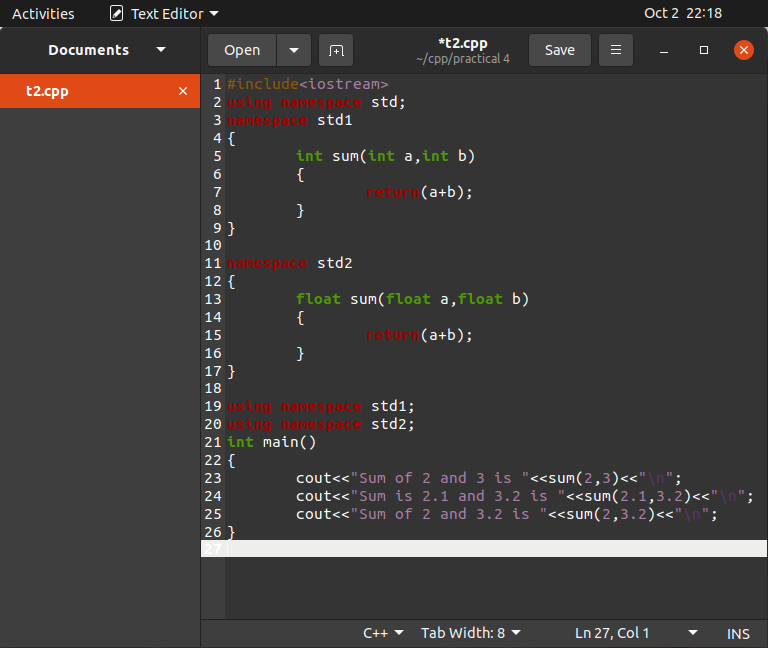 Activities Text Editor Oct 2 22:18
Documents Open *t2.cpp Save
~/cpp/practical 4
t2.cpp ×
1 #include<iostream>
2 using namespace std;
3 namespace std1
4 {
5 int sum(int a,int b)
6 {
7 return(a+b);
8 }
9 }
10
11 namespace std2
12 {
13 float sum(float a,float b)
14 {
15 return(a+b);
16 }
17 }
18
19 using namespace std1;
20 using namespace std2;
21 int main()
22 {
23 cout<<"Sum of 2 and 3 is "<<sum(2,3)<<"\n";
24 cout<<"Sum is 2.1 and 3.2 is "<<sum(2.1,3.2)<<"\n";
25 cout<<"Sum of 2 and 3.2 is "<<sum(2,3.2)<<"\n";
26 }
27
C++ Tab Width: 8 Ln 27, Col 1 INS